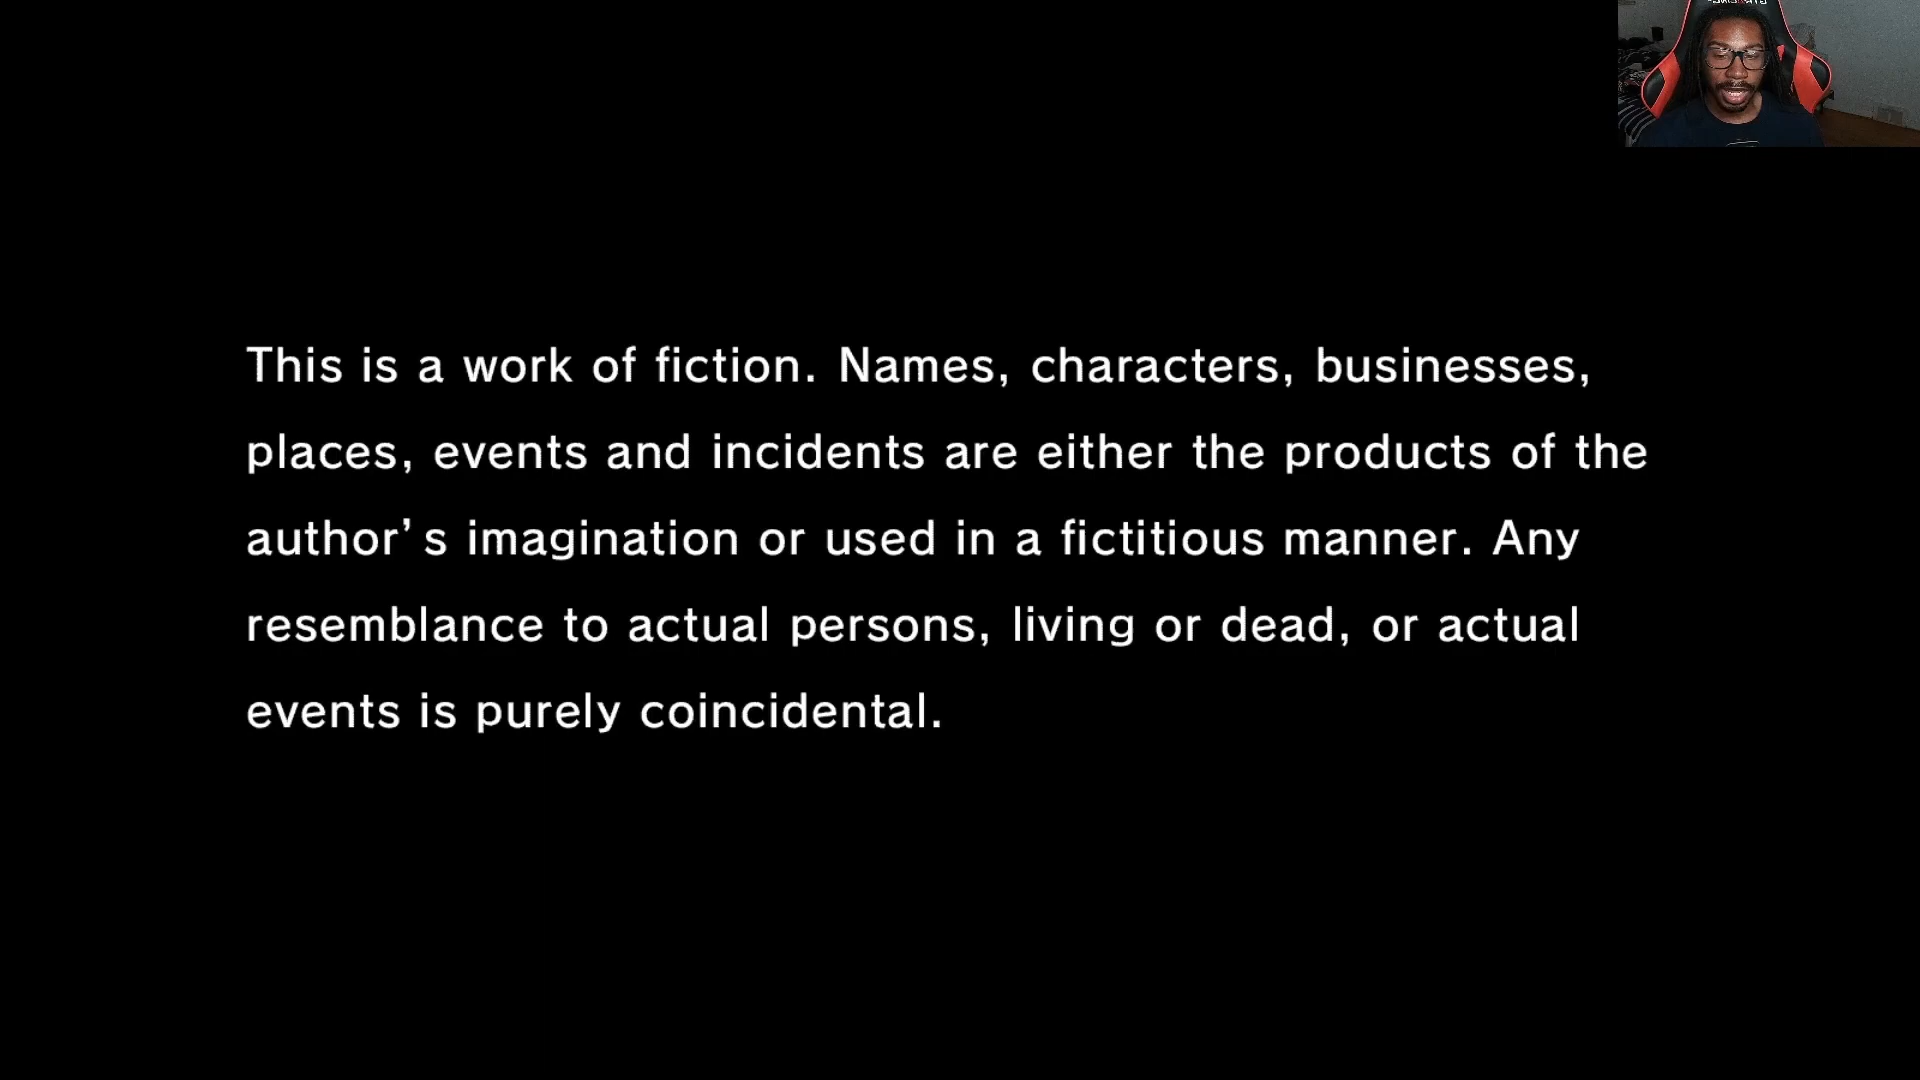 This is a work of fiction. Names, characters, businesses,
places, events and incidents are either the products of the
author’s imagination or used in a fictitious manner. Any
resemblance to actual persons, living or dead, or actual
events is purely coincidental.